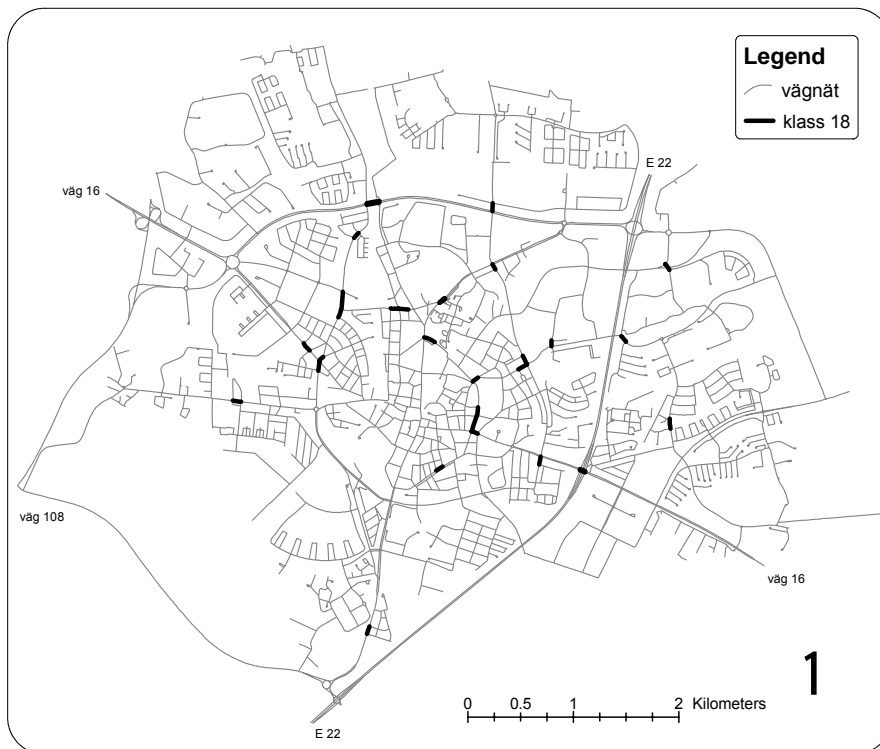 Legend
vägnät
klass 18
E 22
väg 16
väg 108
väg 16
1
0 0.5 1 2 Kilometers
E 22